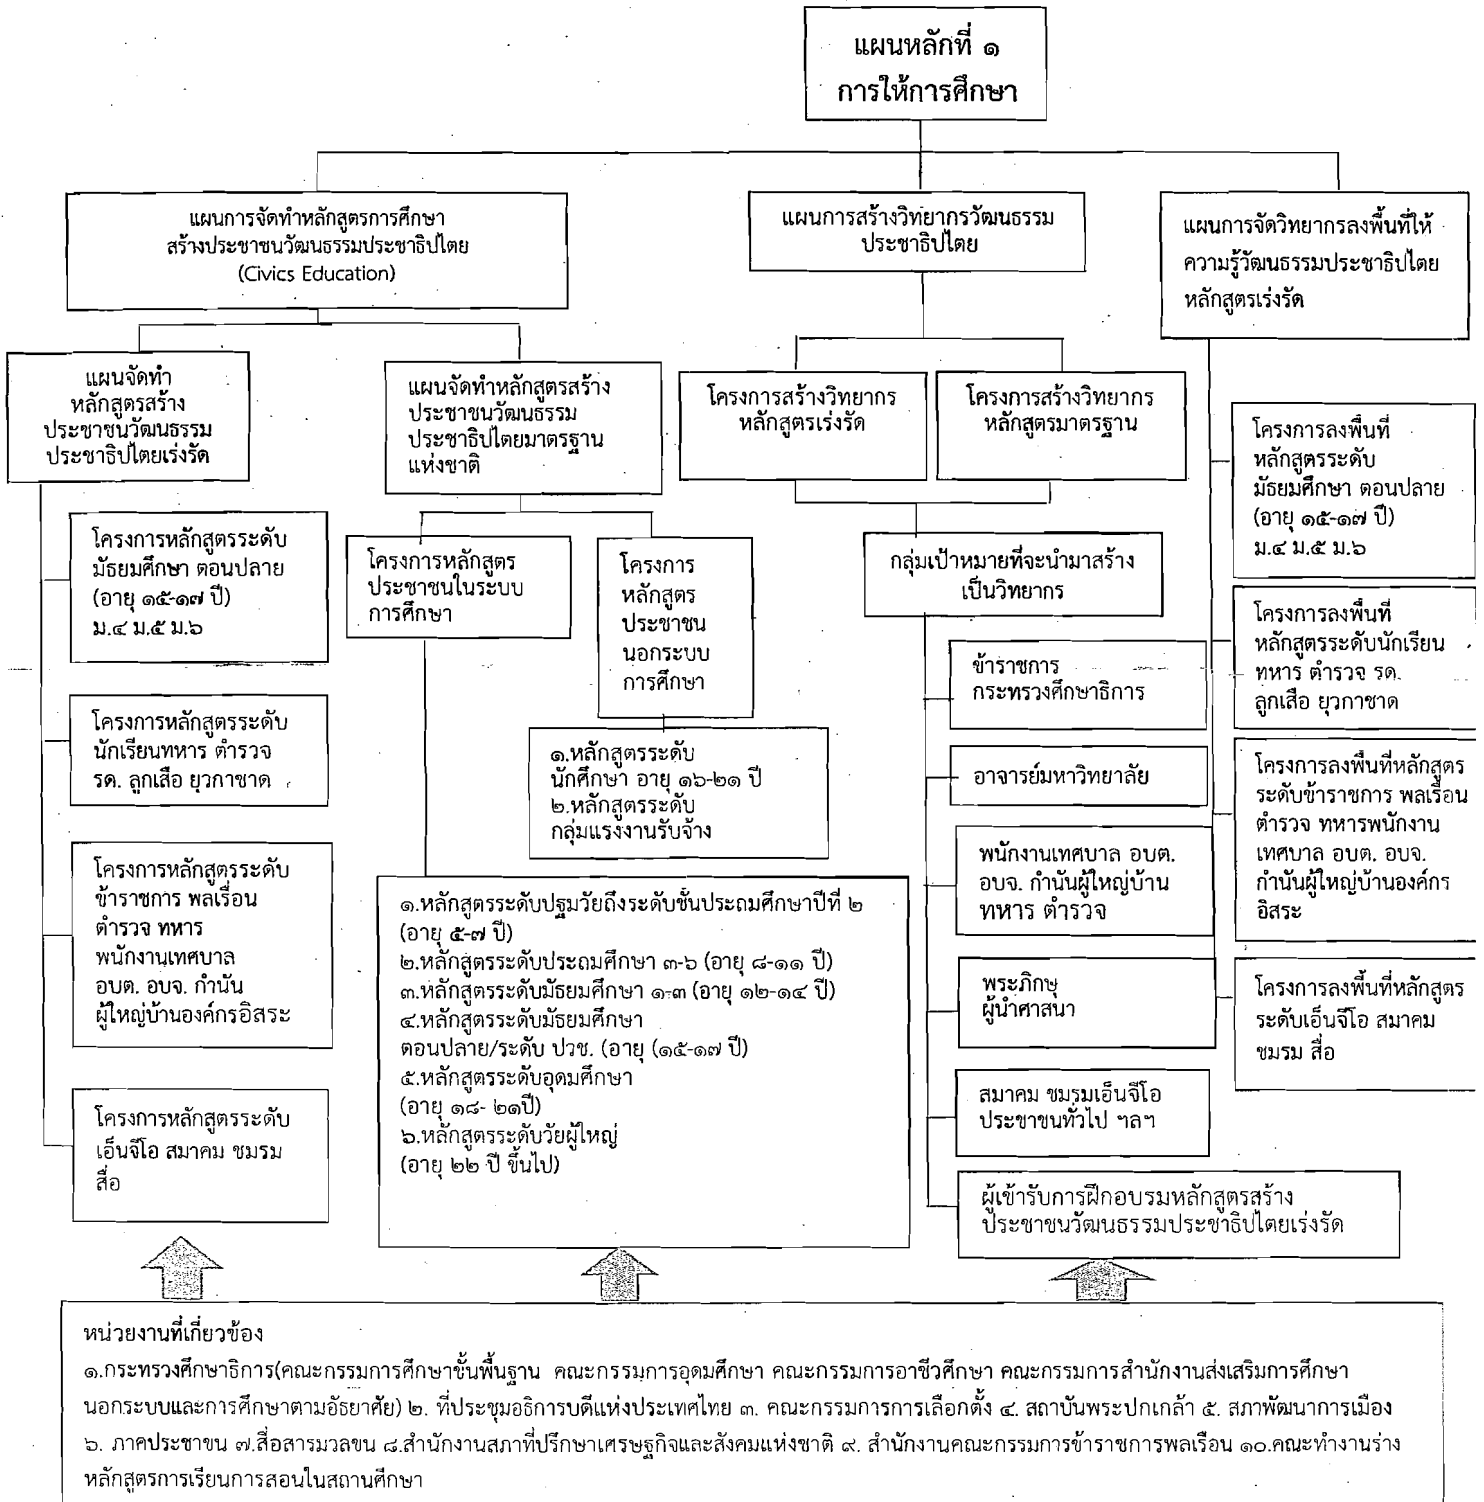 แผนหลักที่ ๑
การให้การศึกษา
แผนการจัดทำหลักสูตรการศึกษา
สร้างประชาชนวัฒนธรรมประชาธิปไตย
(Civics Education)
แผนการสร้างวิทยากรวัฒนธรรม
ประชาธิปไตย
แผนการจัดวิทยากรลงพื้นที่ให้
ความรู้วัฒนธรรมประชาธิปไตย
หลักสูตรเร่งรัด
แผนจัดทำ
หลักสูตรสร้าง
ประชาชนวัฒนธรรม
ประชาธิปไตยเร่งรัด
แผนจัดทำหลักสูตรสร้าง
ประชาชนวัฒนธรรม
ประชาธิปไตยมาตรฐาน
แห่งชาติ
โครงการสร้างวิทยากร
หลักสูตรเร่งรัด
โครงการสร้างวิทยากร
หลักสูตรมาตรฐาน
โครงการหลักสูตรระดับ
มัธยมศึกษา ตอนปลาย
(อายุ ๑๕-๑๗ ปี)
ม.๔ ม.๕ ม.๖
โครงการหลักสูตรระดับ
นักเรียนทหาร ตำรวจ
รด. ลูกเสือ ยุวกาชาด
โครงการหลักสูตรระดับ
ข้าราชการ พลเรือน
ตำรวจ ทหาร
พนักงานเทศบาล
อบต. อบจ. กำนัน
ผู้ใหญ่บ้านองค์กรอิสระ
โครงการหลักสูตรระดับ
เอ็นจีโอ สมาคม ชมรม
สื่อ
โครงการหลักสูตร
ประชาชนในระบบ
การศึกษา
โครงการ
หลักสูตร
ประชาชน
นอกระบบ
การศึกษา
๑.หลักสูตรระดับ
นักศึกษา อายุ ๑๖-๒๑ ปี
๒.หลักสูตรระดับ
กลุ่มแรงงานรับจ้าง
๑.หลักสูตรระดับปฐมวัยถึงระดับชั้นประถมศึกษาปีที่ ๒
(อายุ ๕-๗ ปี)
๒.หลักสูตรระดับประถมศึกษา ๓-๖ (อายุ ๘-๑๑ ปี)
๓.หลักสูตรระดับมัธยมศึกษา ๑-๓ (อายุ ๑๒-๑๔ ปี)
๔.หลักสูตรระดับมัธยมศึกษา
ตอนปลาย/ระดับ ปวช. (อายุ (๑๕-๑๗ ปี)
๕.หลักสูตรระดับอุดมศึกษา
(อายุ ๑๘- ๒๑ปี)
๖.หลักสูตรระดับวัยผู้ใหญ่
(อายุ ๒๒ ปี ขึ้นไป)
กลุ่มเป้าหมายที่จะนำมาสร้าง
เป็นวิทยากร
ข้าราชการ
กระทรวงศึกษาธิการ
อาจารย์มหาวิทยาลัย
พนักงานเทศบาล อบต.
อบจ. กำนันผู้ใหญ่บ้าน
ทหาร ตำรวจ
พระภิกษุ
ผู้นำศาสนา
สมาคม ชมรมเอ็นจีโอ
ประชาชนทั่วไป ฯลฯ
ผู้เข้ารับการฝึกอบรมหลักสูตรสร้าง
ประชาชนวัฒนธรรมประชาธิปไตยเร่งรัด
โครงการลงพื้นที่
หลักสูตรระดับ
มัธยมศึกษา ตอนปลาย
(อายุ ๑๕-๑๗ ปี)
ม.๔ ม.๕ ม.๖
โครงการลงพื้นที่
หลักสูตรระดับนักเรียน
ทหาร ตำรวจ รด.
ลูกเสือ ยุวกาชาด
โครงการลงพื้นที่หลักสูตร
ระดับข้าราชการ พลเรือน
ตำรวจ ทหารพนักงาน
เทศบาล อบต. อบจ.
กำนันผู้ใหญ่บ้านองค์กร
อิสระ
โครงการลงพื้นที่หลักสูตร
ระดับเอ็นจีโอ สมาคม
ชมรม สื่อ
หน่วยงานที่เกี่ยวข้อง
๑.กระทรวงศึกษาธิการ(คณะกรรมการศึกษาขั้นพื้นฐาน คณะกรรมการอุดมศึกษา คณะกรรมการอาชีวศึกษา คณะกรรมการสำนักงานส่งเสริมการศึกษา
นอกระบบและการศึกษาตามอัธยาศัย) ๒. ที่ประชุมอธิการบดีแห่งประเทศไทย ๓. คณะกรรมการการเลือกตั้ง ๔. สถาบันพระปกเกล้า ๕. สภาพัฒนาการเมือง
๖. ภาคประชาชน ๗.สื่อสารมวลชน ๘.สำนักงานสภาที่ปรึกษาเศรษฐกิจและสังคมแห่งชาติ ๙. สำนักงานคณะกรรมการข้าราชการพลเรือน ๑๐.คณะทำงานร่าง
หลักสูตรการเรียนการสอนในสถานศึกษา